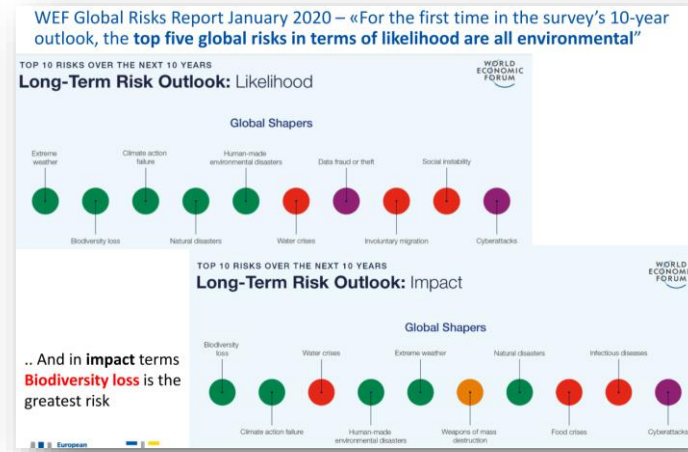 WEF Global Risks Report January 2020 – «For the first time in the survey's 10-year
outlook, the top five global risks in terms of likelihood are all environmental”
TOP 10 RISKS OVER THE NEXT 10 YEARS
Long-Term Risk Outlook: Likelihood
WORLD
ECONOMIC
FORUM
Global Shapers
Extreme
weather
Climate action
failure
Human-made
environmental disasters
Data fraud or theft
Social instability
Biodiversity loss
Natural disasters
Water crises
Involuntary migration
Cyberattacks
TOP 10 RISKS OVER THE NEXT 10 YEARS
Long-Term Risk Outlook: Impact
WORLD
ECONOMIC
FORUM
Global Shapers
Biodiversity
loss
Water crises
Extreme weather
Natural disasters
Infectious diseases
Climate action failure
Human-made
environmental disasters
Weapons of mass
destruction
Food crises
Cyberattacks
.. And in impact terms
Biodiversity loss is the
greatest risk
European